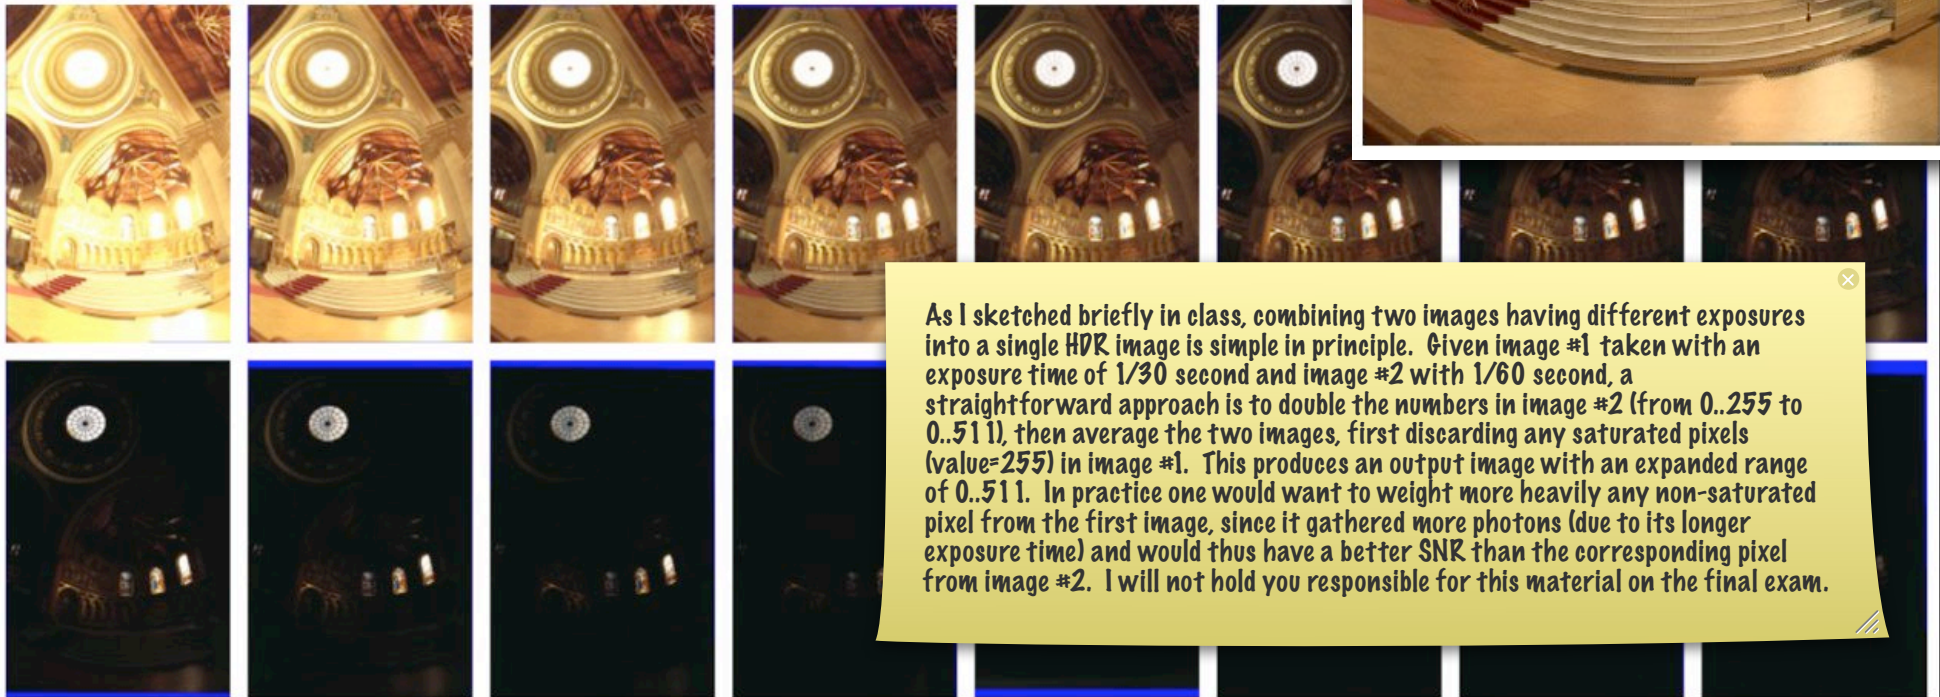 As I sketched briefly in class, combining two images having different exposures
into a single HDR image is simple in principle. Given image #1 taken with an
exposure time of 1/30 second and image #2 with 1/60 second, a
straightforward approach is to double the numbers in image #2 (from 0..255 to
0..511), then average the two images, first discarding any saturated pixels
(value=255) in image #1. This produces an output image with an expanded range
of 0..511. In practice one would want to weight more heavily any non-saturated
pixel from the first image, since it gathered more photons (due to its longer
exposure time) and would thus have a better SNR than the corresponding pixel
from image #2. I will not hold you responsible for this material on the final exam.